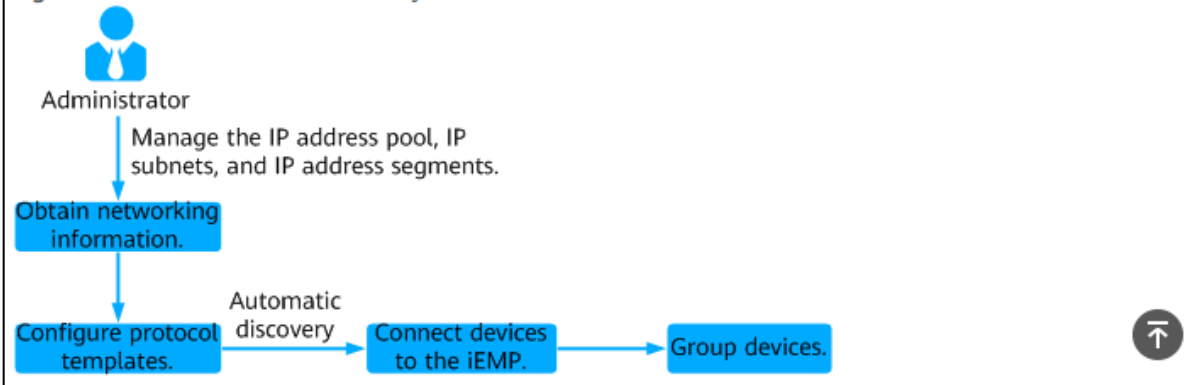 Administrator
Manage the IP address pool, IP
subnets, and IP address segments.
Obtain networking
information.
Automatic
discovery
Configure protocol
templates.
Connect devices
to the iEMP.
Group devices.